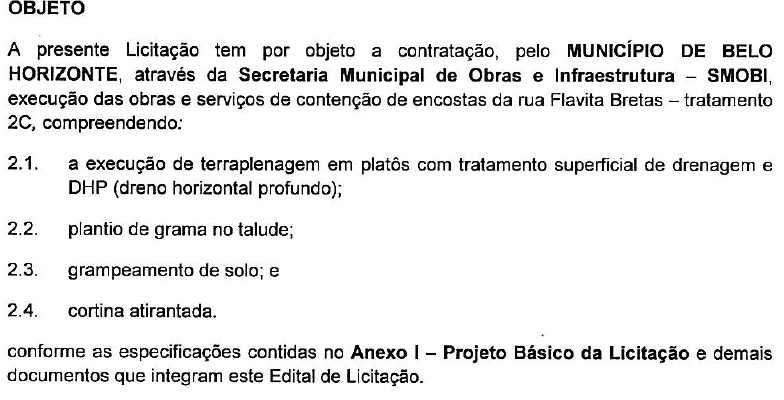 OBJETO
A presente Licitação tem por objeto a contratação, pelo MUNICÍPIO DE BELO
HORIZONTE, através da Secretaria Municipal de Obras e Infraestrutura – SMOBI,
execução das obras e serviços de contenção de encostas da rua Flavita Bretas – tratamento
2C, compreendendo:
2.1. a execução de terraplenagem em platôs com tratamento superficial de drenagem e
DHP (dreno horizontal profundo);
2.2. plantio de grama no talude;
2.3. grampeamento de solo; e
2.4. cortina atirantada.
conforme as especificações contidas no Anexo I – Projeto Básico da Licitação e demais
documentos que integram este Edital de Licitação.